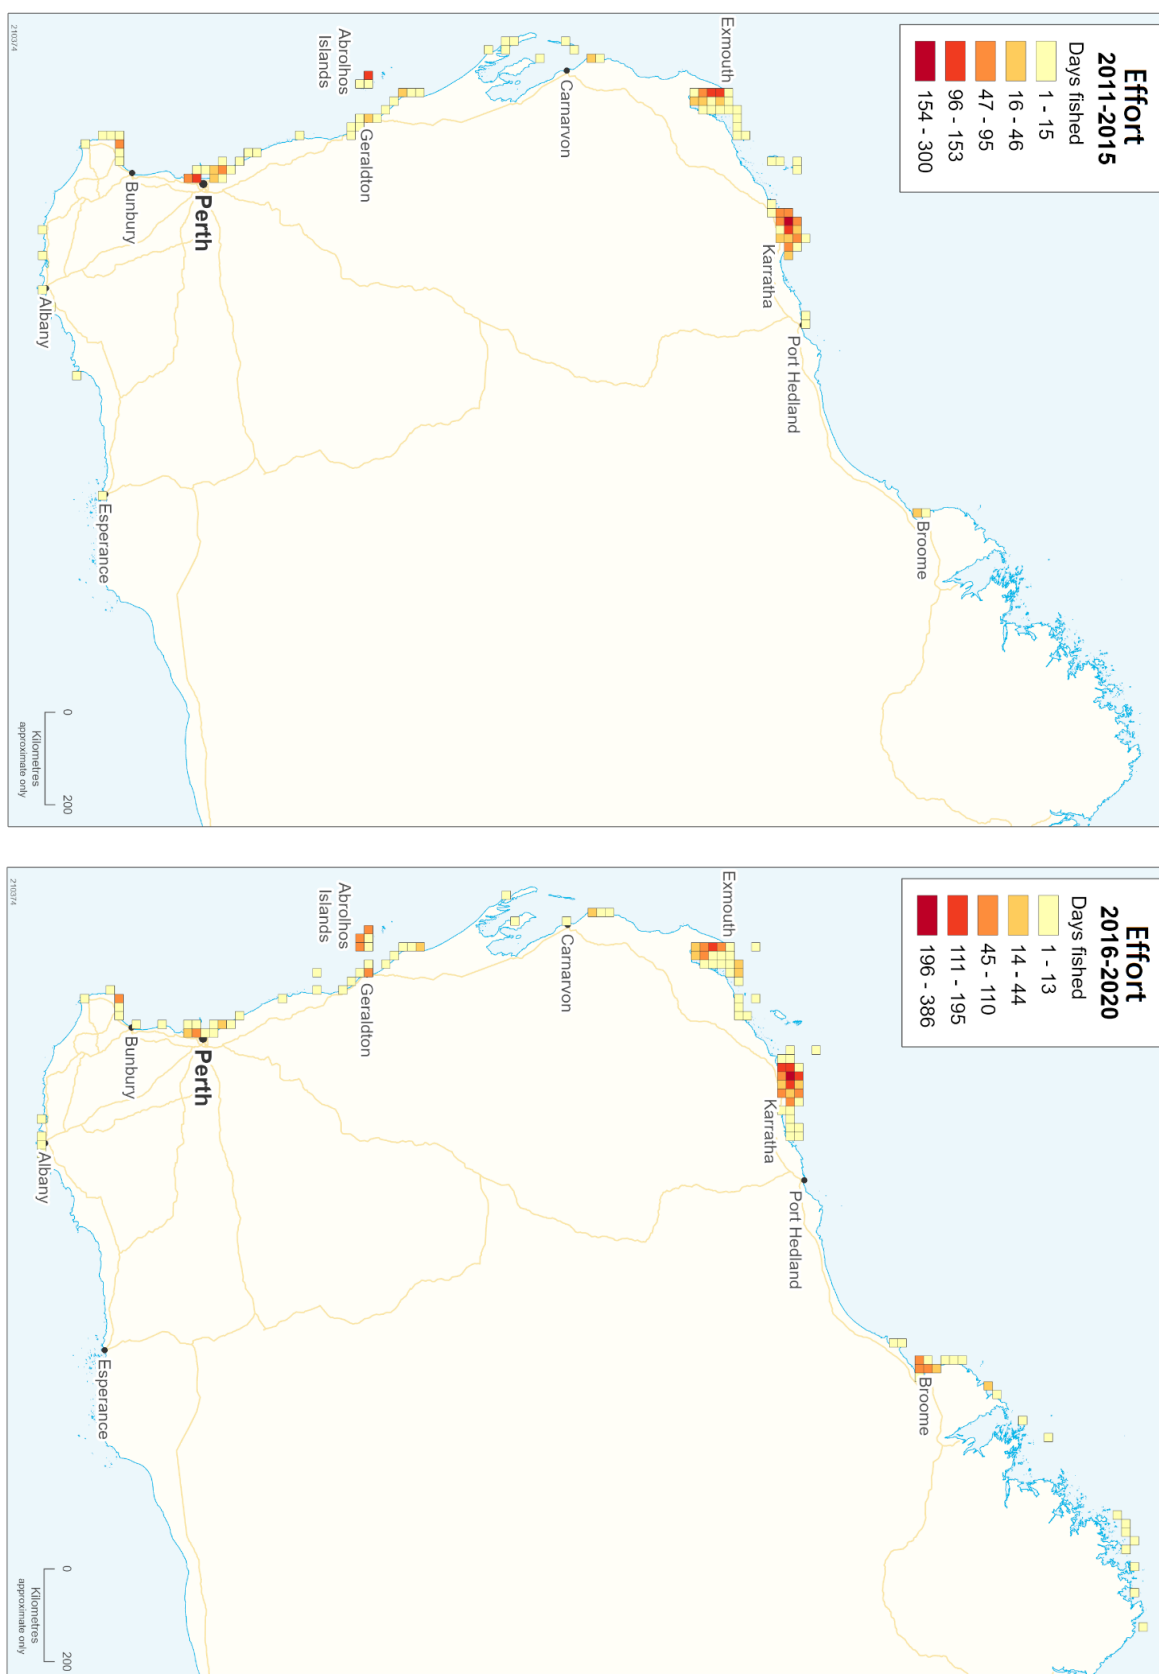 Effort
2011-2015
Days fished
1 - 15
16 - 46
47 - 95
96 - 153
154 - 300
Exmouth
Abrolhos
Islands
Carnarvon
Geraldton
Perth
Bunbury
Albany
Esperance
Karratha
Port Hedland
Broome
0
200
Kilometres
approximate only
210374
Effort
2016-2020
Days fished
1 - 13
14 - 44
45 - 110
111 - 195
196 - 386
Exmouth
Abrolhos
Islands
Carnarvon
Geraldton
Perth
Bunbury
Albany
Esperance
Karratha
Port Hedland
Broome
0
200
Kilometres
approximate only
210374